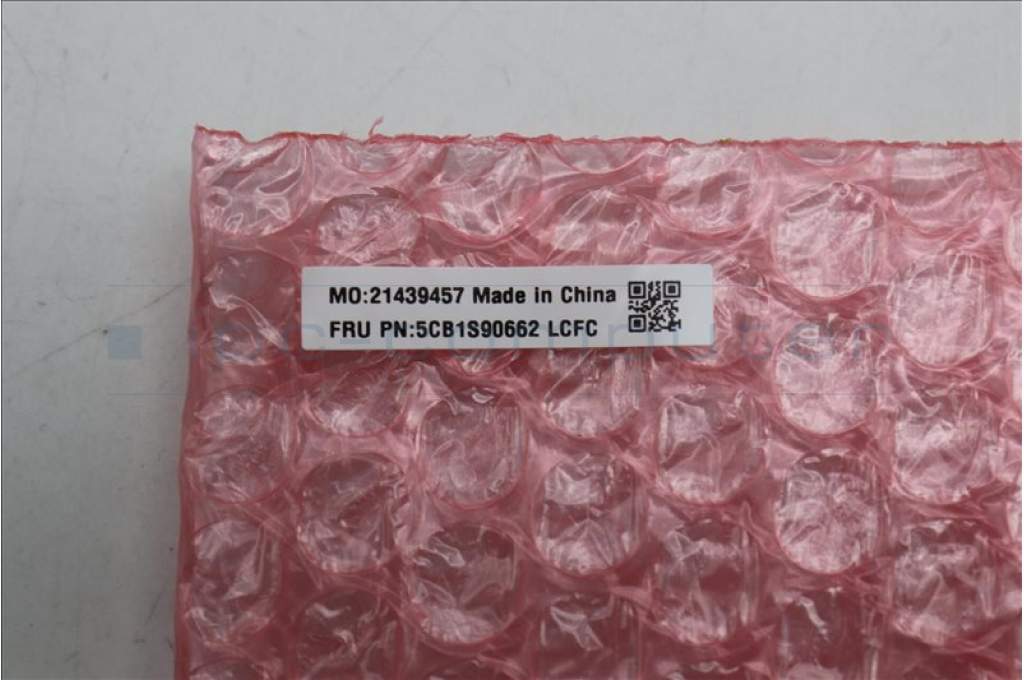 MO:21439457 Made in China
FRU PN:5CB1S90662 LCFC